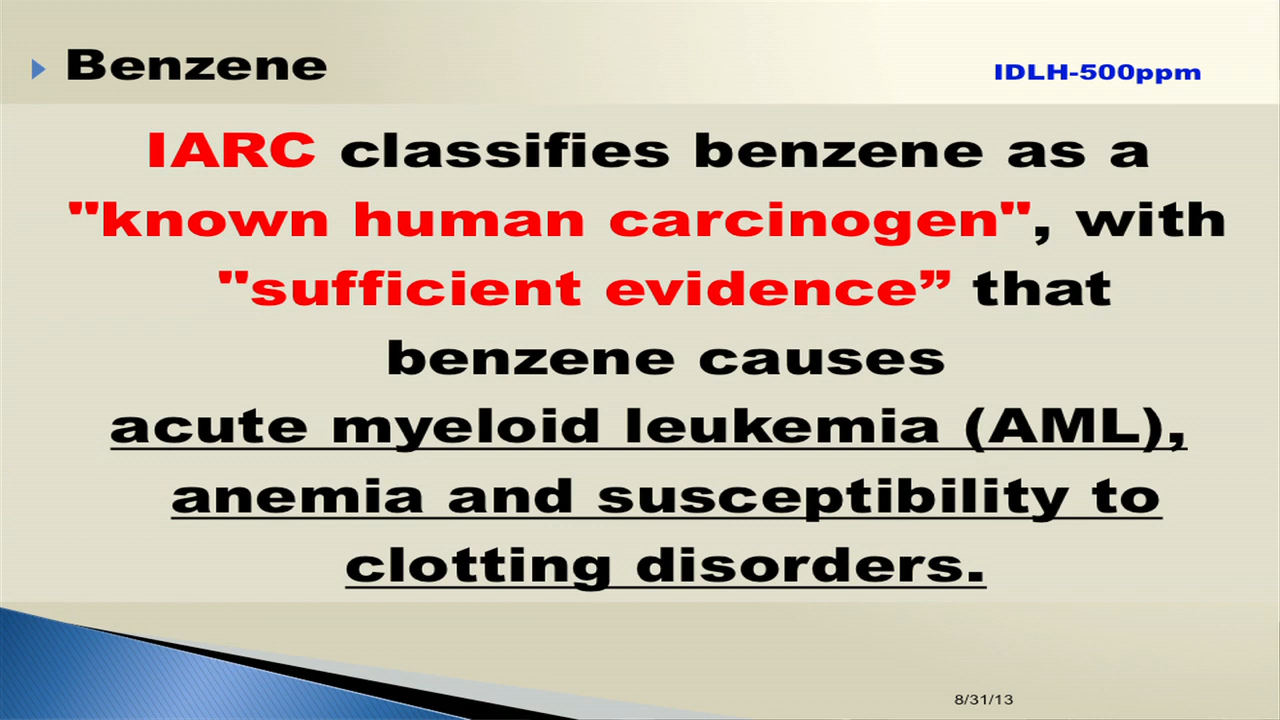 Benzene
IDLH-500ppm
IARC classifies benzene as a
"known human carcinogen", with
"sufficient evidence” that
benzene causes
acute myeloid leukemia (AML),
anemia and susceptibility to
clotting disorders.
8/31/13